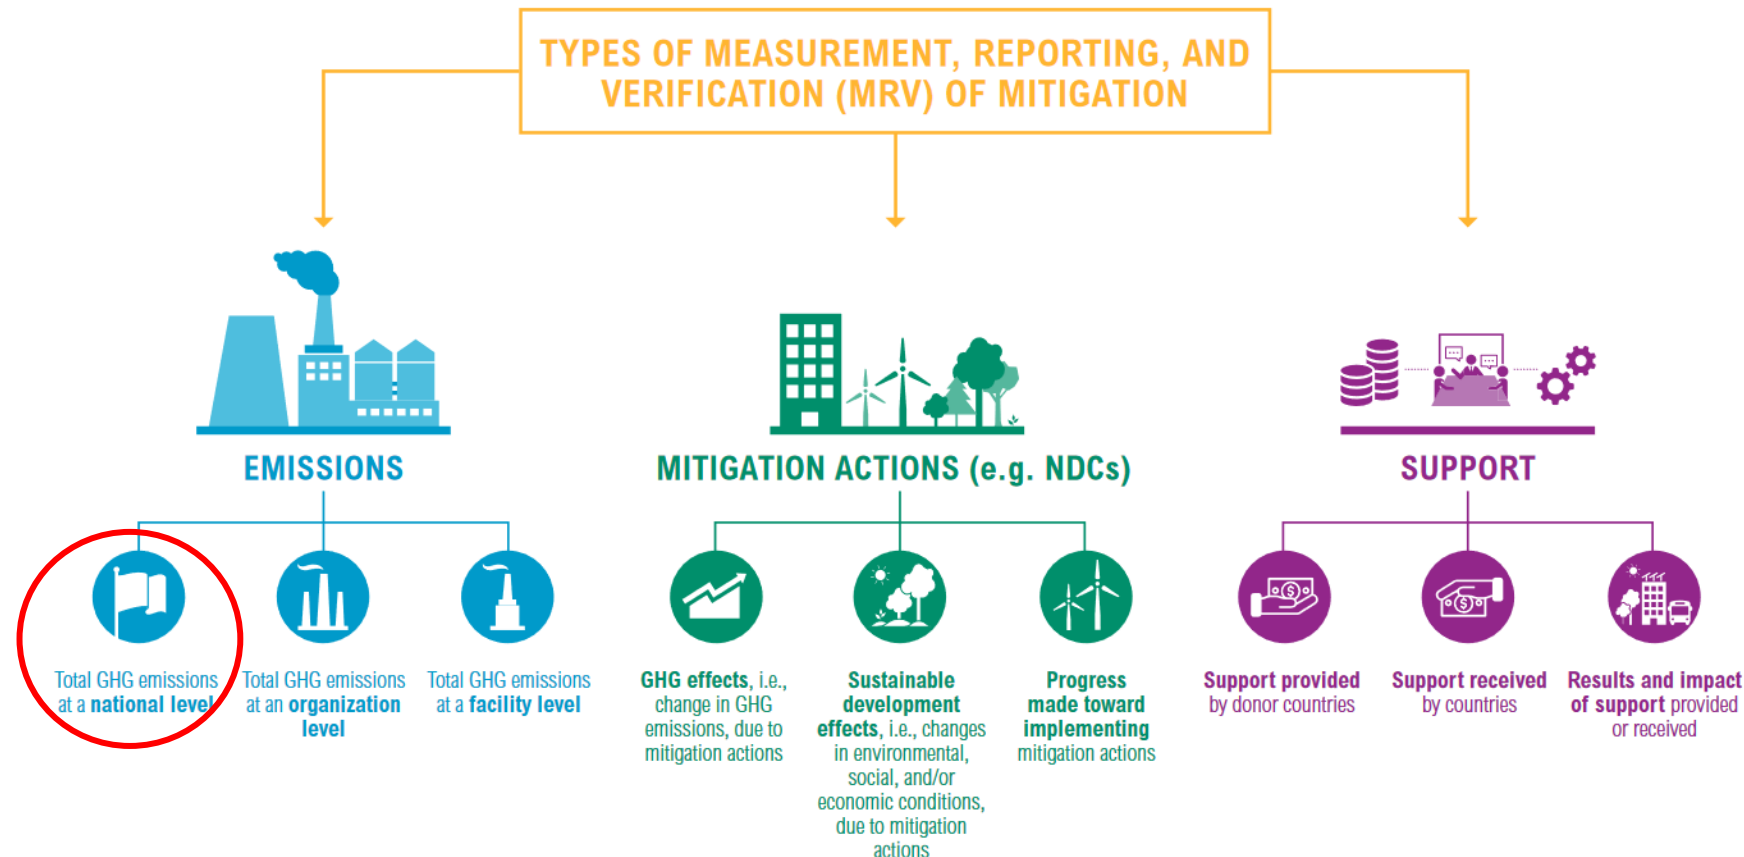 TYPES OF MEASUREMENT, REPORTING, AND
VERIFICATION (MRV) OF MITIGATION
EMISSIONS
MITIGATION ACTIONS (e.g. NDCs)
SUPPORT
Total GHG emissions
at a national level
Total GHG emissions
at an organization
level
Total GHG emissions
at a facility level
GHG effects, i.e.,
change in GHG
emissions, due to
mitigation actions
Sustainable
development
effects, i.e., changes
in environmental,
social, and/or
economic conditions,
due to mitigation
actions
Progress
made toward
implementing
mitigation actions
Support provided
by donor countries
Support received
by countries
Results and impact
of support provided
or received